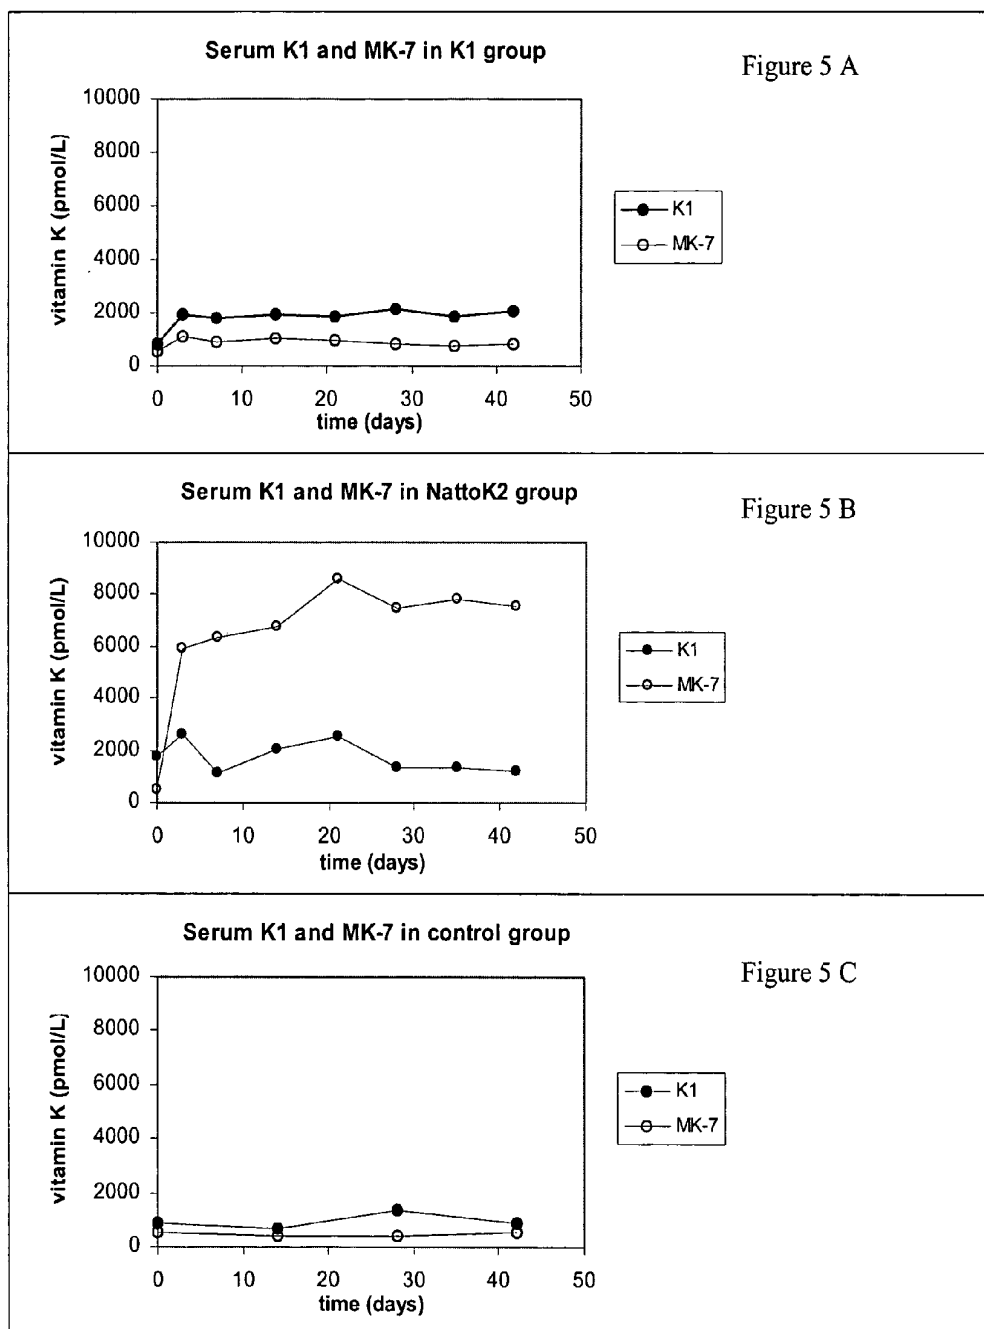 Serum K1 and MK-7 in K1 group
Figure 5 A
vitamin K (pmol/L)
10000
8000
6000
4000
2000
0
0 10 20 30 40 50
time (days)
K1
MK-7
Serum K1 and MK-7 in NattoK2 group
Figure 5 B
vitamin K (pmol/L)
10000
8000
6000
4000
2000
0
0 10 20 30 40 50
time (days)
K1
MK-7
Serum K1 and MK-7 in control group
Figure 5 C
vitamin K (pmol/L)
10000
8000
6000
4000
2000
0
0 10 20 30 40 50
time (days)
K1
MK-7